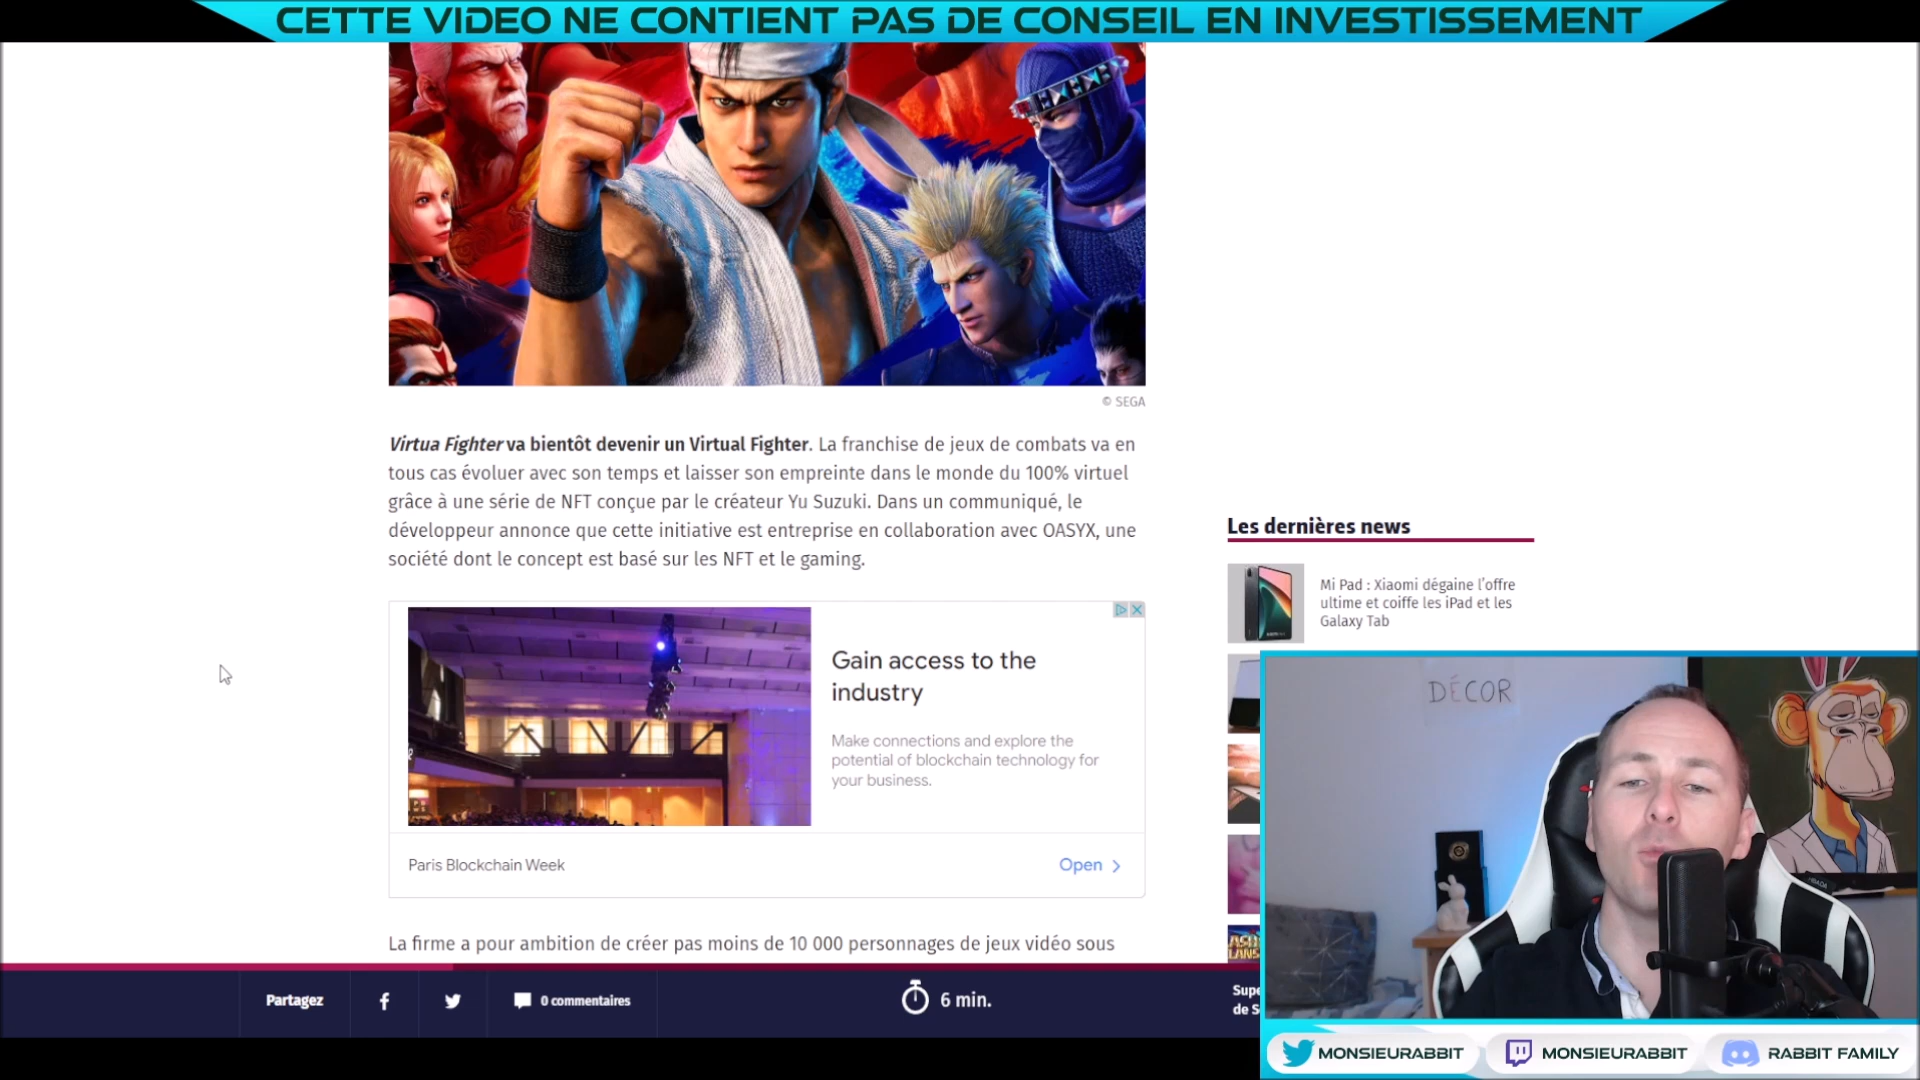 CETTE VIDEO NE CONTIENT PAS DE CONSEIL EN INVESTISSEMENT
© SEGA
Virtua Fighter va bientôt devenir un Virtual Fighter. La franchise de jeux de combats va en
tous cas évoluer avec son temps et laisser son empreinte dans le monde du 100% virtuel
grâce à une série de NFT conçue par le créateur Yu Suzuki. Dans un communiqué, le
développeur annonce que cette initiative est entreprise en collaboration avec OASYX, une
société dont le concept est basé sur les NFT et le gaming.
Les dernières news
Mi Pad : Xiaomi dégaine l'offre
ultime et coiffe les iPad et les
Galaxy Tab
Gain access to the
industry
Make connections and explore the
potential of blockchain technology for
your business.
Paris Blockchain Week
Open
La firme a pour ambition de créer pas moins de 10 000 personnages de jeux vidéo sous
DÉCOR
Partagez
0 commentaires
6 min.
Supe
de S
MONSIEURABBIT
MONSIEURABBIT
RABBIT FAMILY